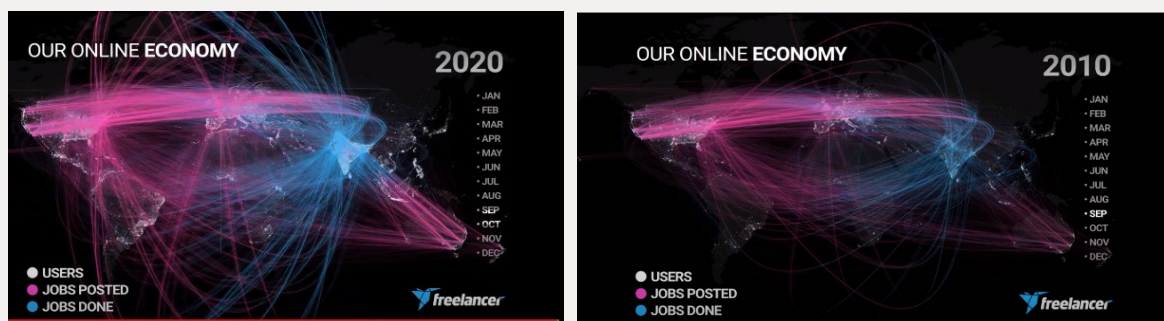 OUR ONLINE ECONOMY
2020
• JAN
• FEB
• MAR
• APR
• MAY
• JUN
• JUL
• AUG
• SEP
• OCT
• NOV
• DEC
USERS
JOBS POSTED
JOBS DONE
freelancer
OUR ONLINE ECONOMY
2010
• JAN
• FEB
• MAR
• APR
• MAY
• JUN
• JUL
• AUG
• SEP
• OCT
• NOV
• DEC
USERS
JOBS POSTED
JOBS DONE
freelancer